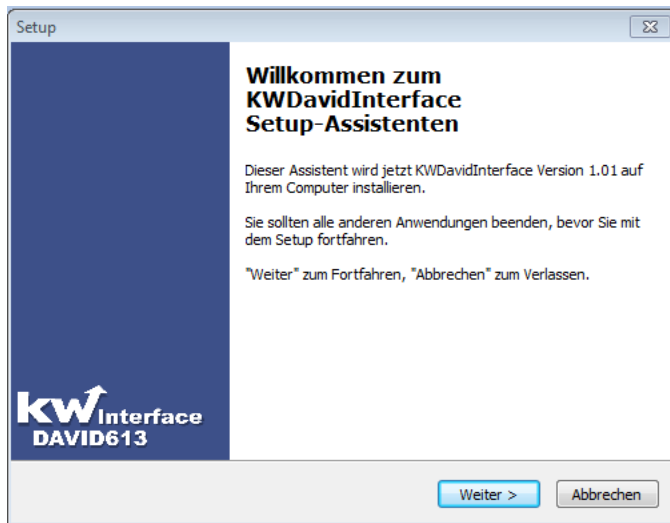 Setup
Willkommen zum
KWDavidInterface
Setup-Assistenten
Dieser Assistent wird jetzt KWDavidInterface Version 1.01 auf
Ihrem Computer installieren.
Sie sollten alle anderen Anwendungen beenden, bevor Sie mit
dem Setup fortfahren.
"Weiter" zum Fortfahren, "Abbrechen" zum Verlassen.
kw Interface
DAVID613
Weiter >
Abbrechen